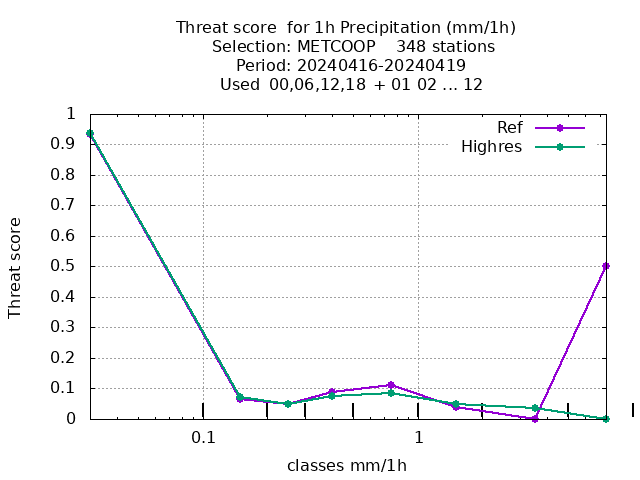 Threat score  for 1h Precipitation (mm/1h)
Selection: METCOOP    348 stations
Period: 20240416-20240419
Used  00,06,12,18  + 01 02 ... 12
Ref
Highres
1
0.9
0.8
0.7
0.6
0.5
0.4
0.3
0.2
0.1
0
Threat score
0.1 1
classes mm/1h